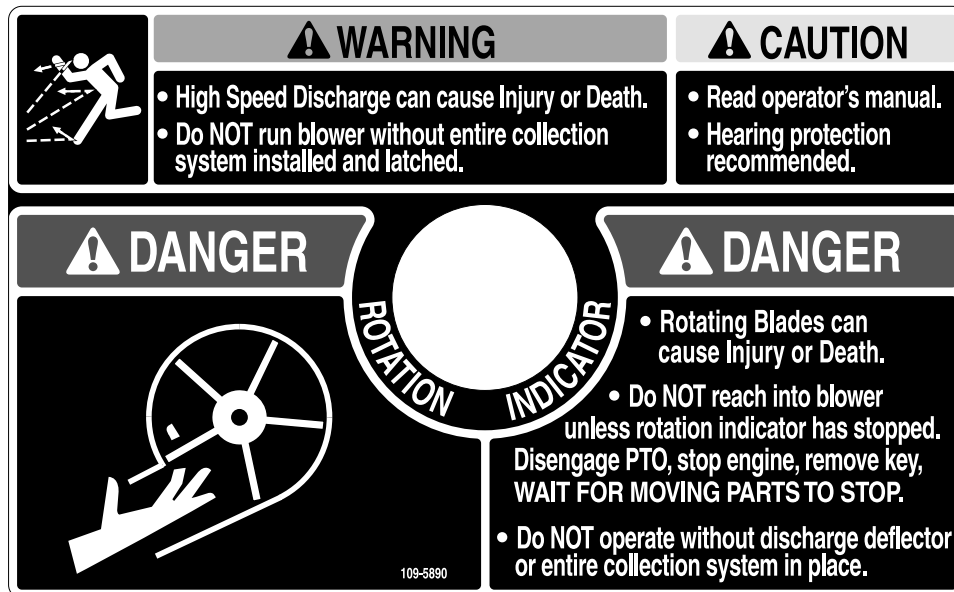 WARNING
• High Speed Discharge can cause Injury or Death.
• Do NOT run blower without entire collection
system installed and latched.
CAUTION
• Read operator's manual.
• Hearing protection
recommended.
DANGER
ROTATION INDICATOR
109-5890
DANGER
• Rotating Blades can
cause Injury or Death.
• Do NOT reach into blower
unless rotation indicator has stopped.
Disengage PTO, stop engine, remove key,
WAIT FOR MOVING PARTS TO STOP.
• Do NOT operate without discharge deflector
or entire collection system in place.